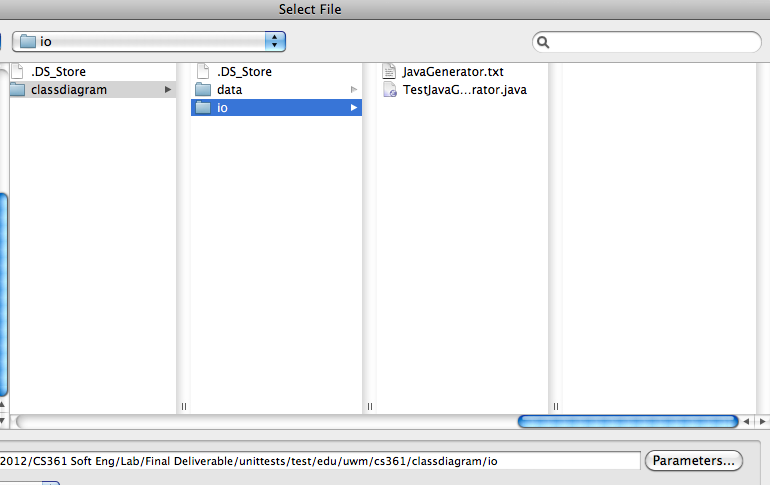 Select File
io
.DS_Store
classdiagram
.DS_Store
data
io
JavaGenerator.txt
TestJavaG...rator.java
2012/CS361 Soft Eng/Lab/Final Deliverable/unittests/test/edu/uwm/cs361/classdiagram/io
Parameters...